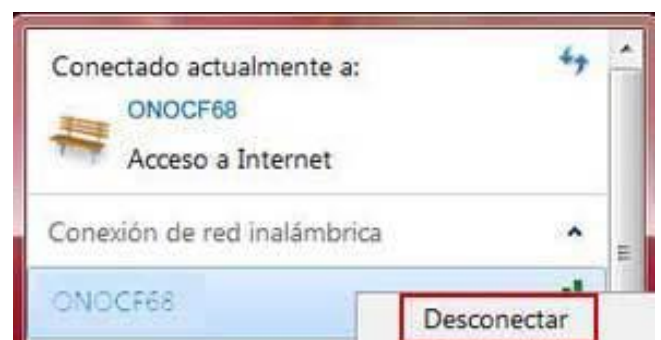 Conectado actualmente a:
ONOCF68
Acceso a Internet
Conexión de red inalámbrica
ONOCF68
Desconectar